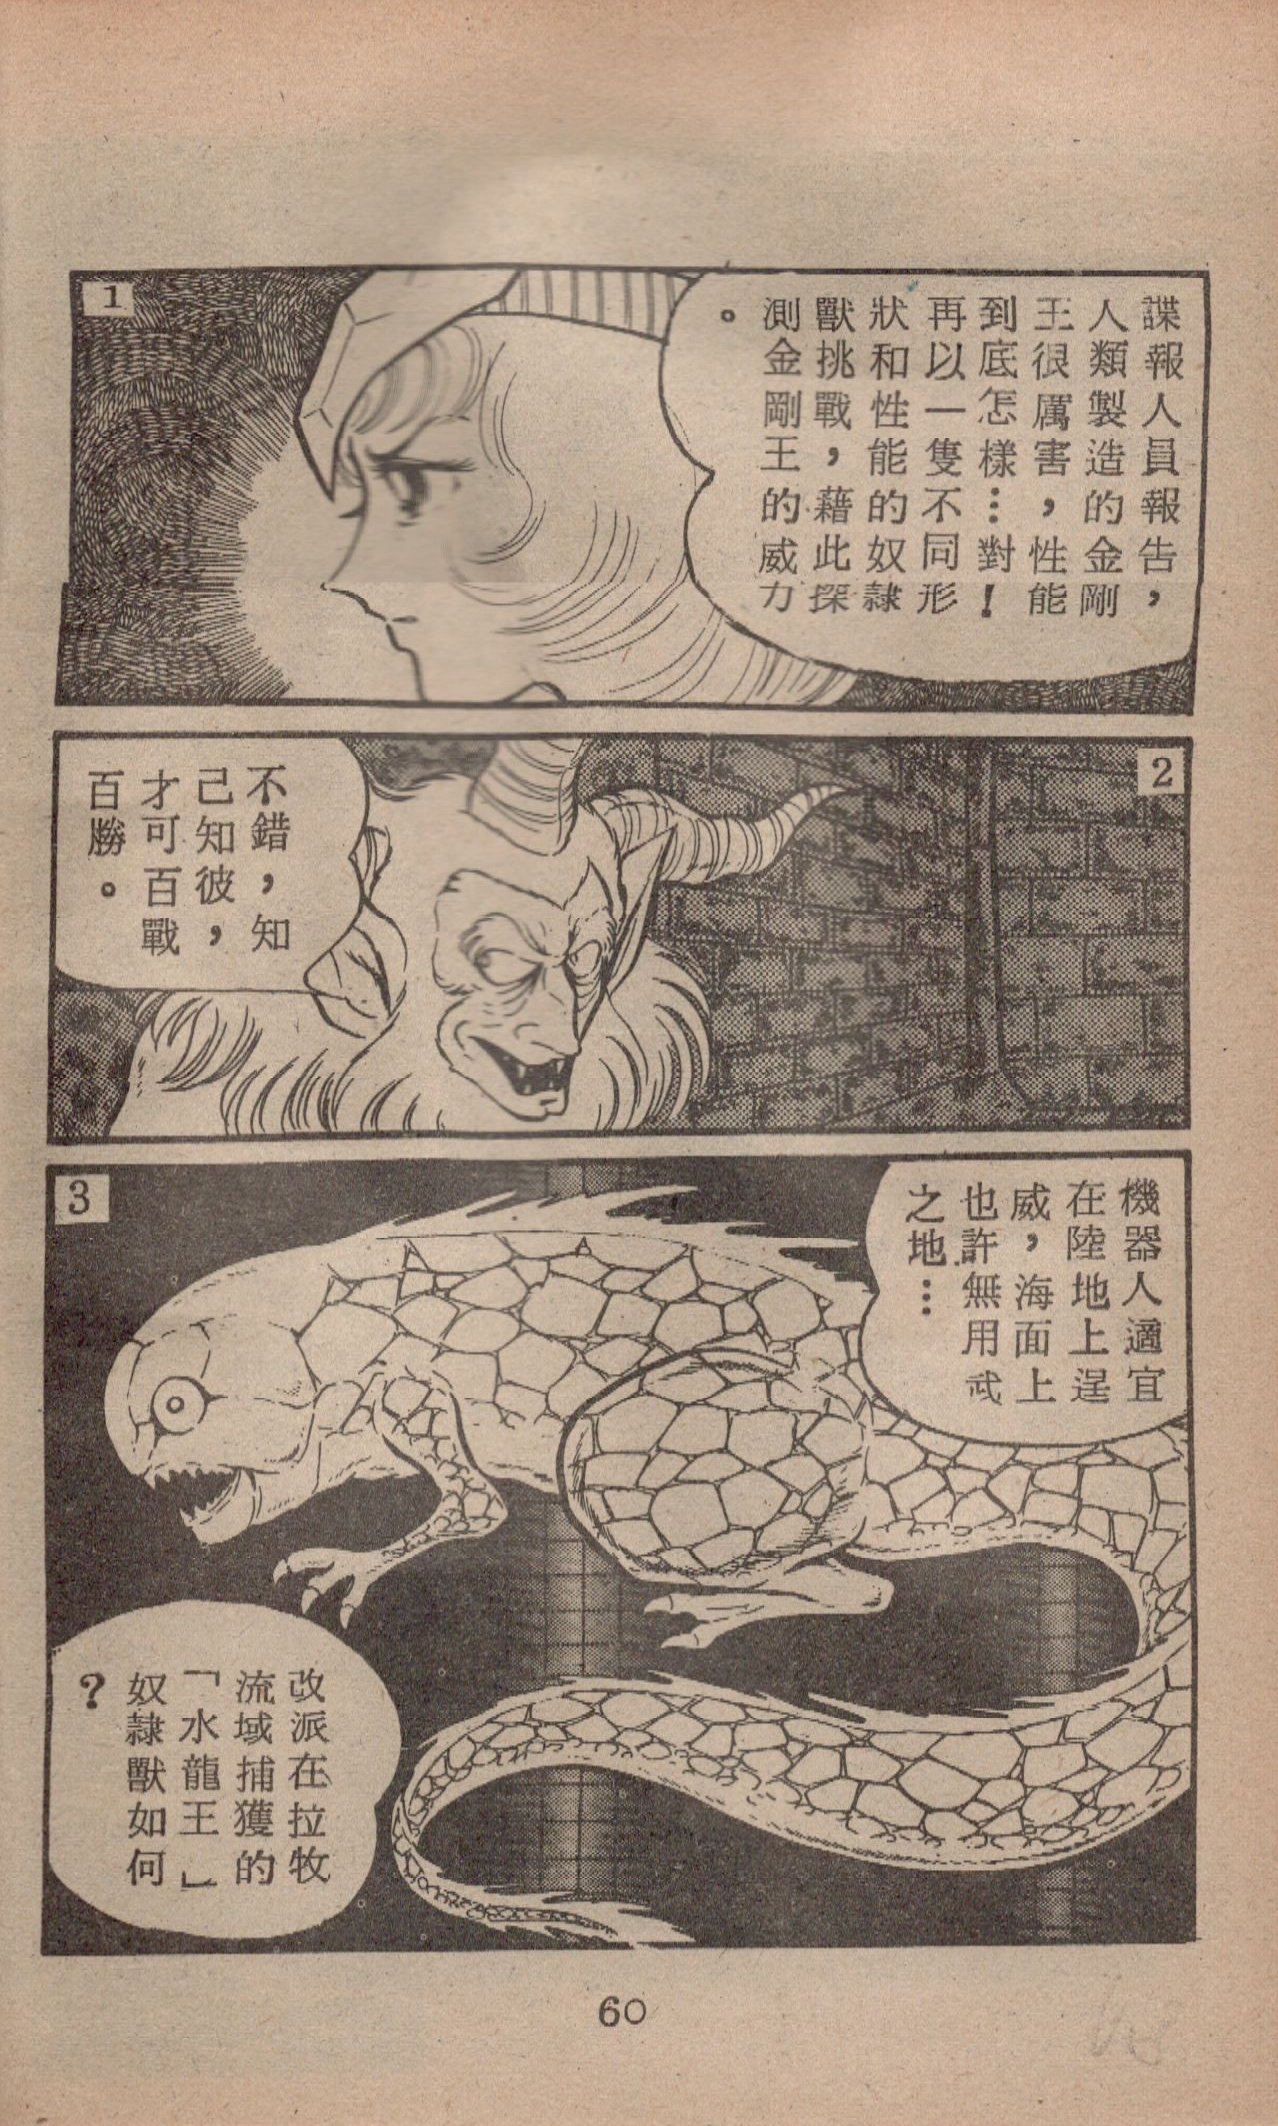 1
諜報人員報告，
人類製造的金剛
王很厲害，性能
到底怎樣…對！
再以一隻不同形
狀和性能的奴隸
獸挑戰，藉此探
測金剛王的威力
。
2
不錯，知
己知彼，
才可百戰
百勝。
3
機器人適宜
在陸地上逞
威，海面上
也許無用武
之地…
改派在拉牧
流域捕獲的
「水龍王」
奴隸獸如何
？
60